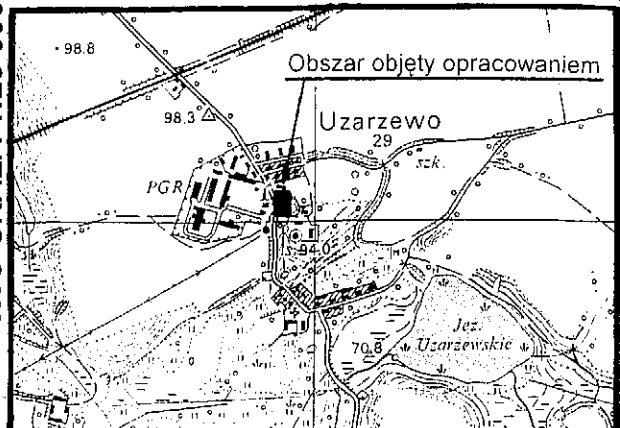 98.8
Obszar objęty opracowaniem
98.3
Uzarzewo
29
szk.
PGR
94.0
70.8
Jez.
Uzarzewskie